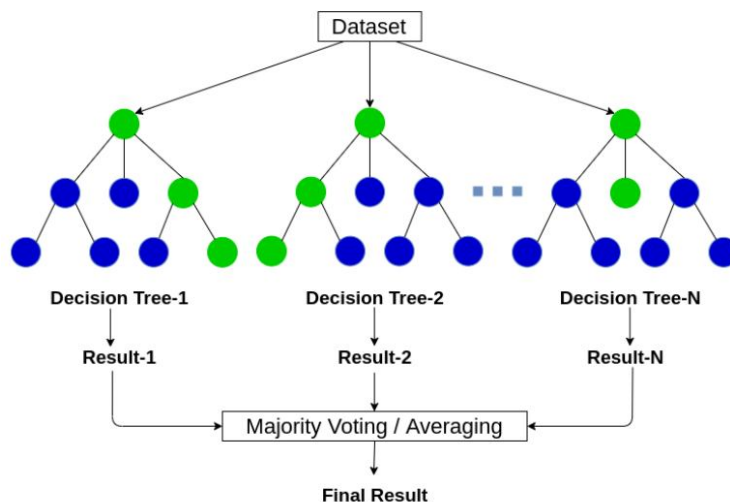 Dataset
Decision Tree-1
Decision Tree-2
Decision Tree-N
Result-1
Result-2
Result-N
Majority Voting / Averaging
Final Result